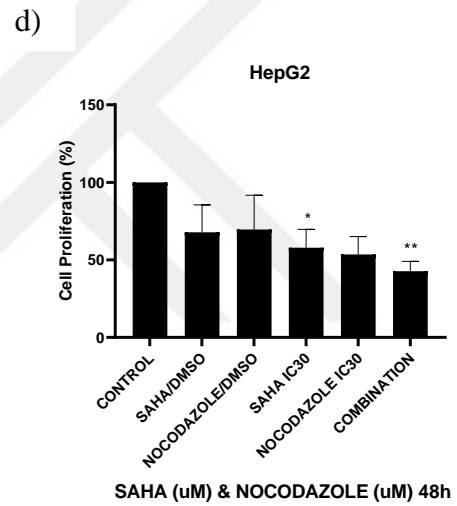 d)
HepG2
150
100
50
0
Cell Proliferation (%)
*
**
CONTROL
SAHA/DMSO
NOCODAZOLE/DMSO
SAHA IC30
NOCODAZOLE IC30
COMBINATION
SAHA (uM) & NOCODAZOLE (uM) 48h